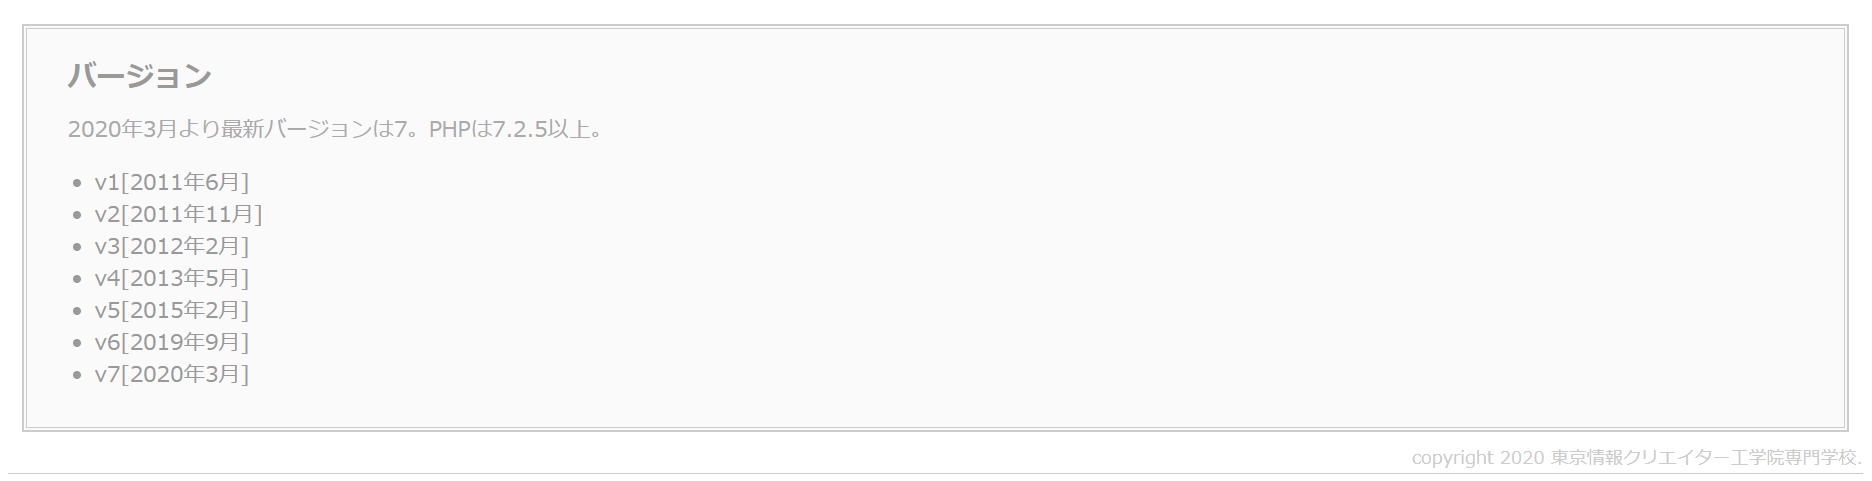 バージョン
2020年3月より最新バージョンは7。PHPは7.2.5以上。
v1[2011年6月]
v2[2011年11月]
v3[2012年2月]
v4[2013年5月]
v5[2015年2月]
v6[2019年9月]
v7[2020年3月]
copyright 2020 東京情報クリエイター工学院専門学校.